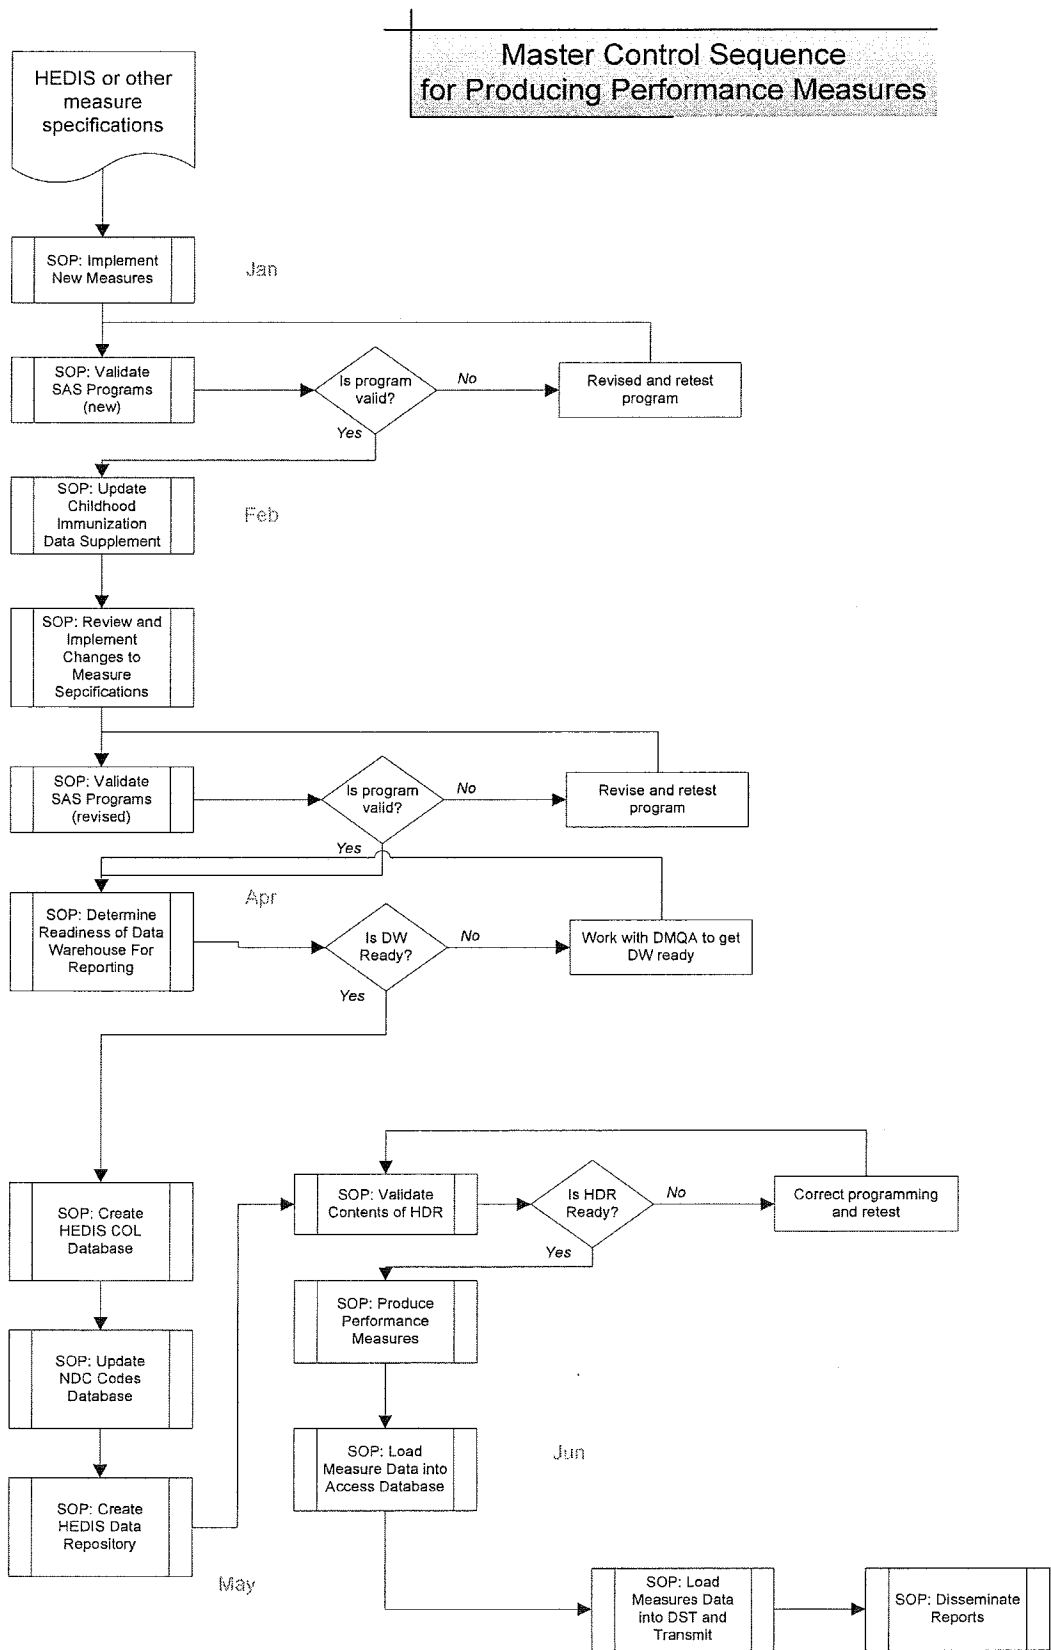 Master Control Sequence
for Producing Performance Measures
HEDIS or other
measure
specifications
SOP: Implement
New Measures
Jan
SOP: Validate
SAS Programs
(new)
Is program
valid?
No
Revised and retest
program
Yes
SOP: Update
Childhood
Immunization
Data Supplement
Feb
SOP: Review and
Implement
Changes to
Measure
Sepcifications
SOP: Validate
SAS Programs
(revised)
Is program
valid?
No
Revise and retest
program
Yes
Apr
SOP: Determine
Readiness of Data
Warehouse For
Reporting
Is DW
Ready?
No
Work with DMQA to get
DW ready
Yes
SOP: Create
HEDIS COL
Database
SOP: Update
NDC Codes
Database
SOP: Create
HEDIS Data
Repository
May
SOP: Validate
Contents of HDR
Is HDR
Ready?
No
Correct programming
and retest
Yes
SOP: Produce
Performance
Measures
SOP: Load
Measure Data into
Access Database
Jun
SOP: Load
Measures Data
into DST and
Transmit
SOP: Disseminate
Reports